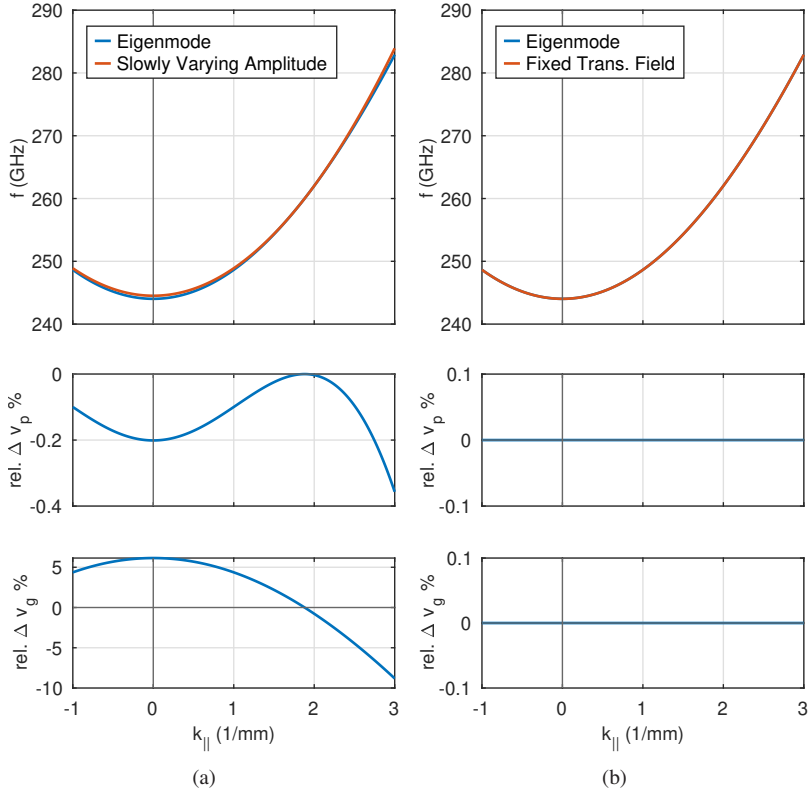 290
280
270
260
250
240
f (GHz)
Eigenmode
Slowly Varying Amplitude
0
-0.2
-0.4
rel. Δ v_p %
5
0
-5
-10
rel. Δ v_g %
-1
0
1
2
3
k_|| (1/mm)
(a)
290
280
270
260
250
240
f (GHz)
Eigenmode
Fixed Trans. Field
0.1
0
-0.1
rel. Δ v_p %
0.1
0
-0.1
rel. Δ v_g %
-1
0
1
2
3
k_|| (1/mm)
(b)